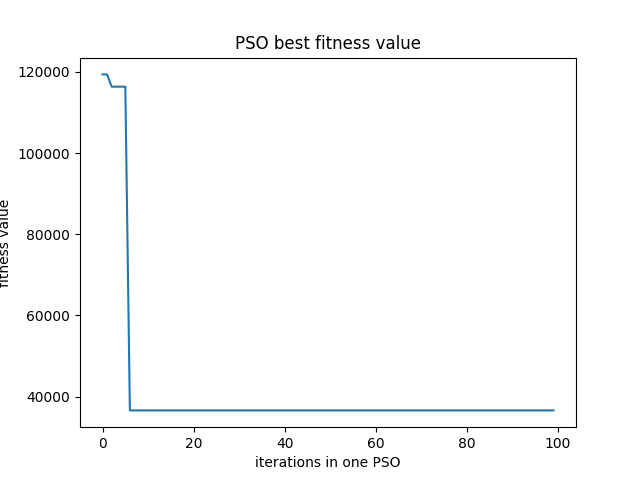 PSO best fitness value
120000
100000
80000
60000
40000
fitness value
0 20 40 60 80 100
iterations in one PSO